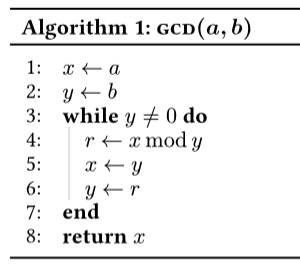 Algorithm 1: GCD(a, b)
1: x ← a
2: y ← b
3: while y ≠ 0 do
4: r ← x mod y
5: x ← y
6: y ← r
7: end
8: return x